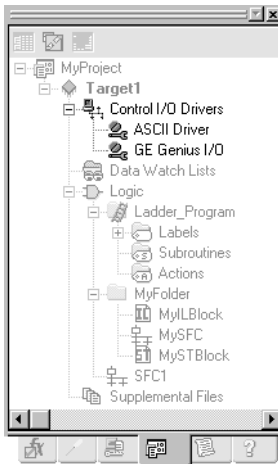 MyProject
Target1
Control I/O Drivers
ASCII Driver
GE Genius I/O
Data Watch Lists
Logic
Ladder_Program
Labels
Subroutines
Actions
MyFolder
MyILBlock
MySFC
MySTBlock
SFC1
Supplemental Files